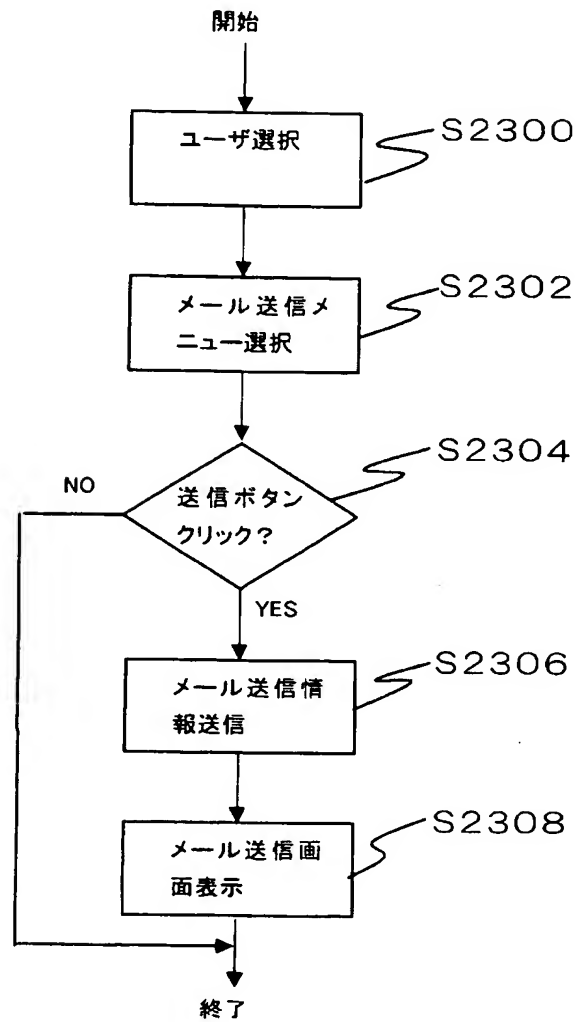 開始
ユーザ選択
S2300
メール送信メ
ニュー選択
S2302
送信ボタン
クリック?
S2304
NO
YES
メール送信情
報送信
S2306
メール送信画
面表示
S2308
終了